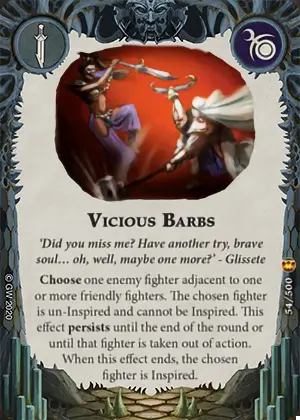 VICIOUS BARBS
'Did you miss me? Have another try, brave
soul... oh, well, maybe one more?' - Glissete
Choose one enemy fighter adjacent to one
or more friendly fighters. The chosen fighter
is un-Inspired and cannot be Inspired. This
effect persists until the end of the round or
until that fighter is taken out of action.
When this effect ends, the chosen
fighter is Inspired.
© GW 2020
54/500